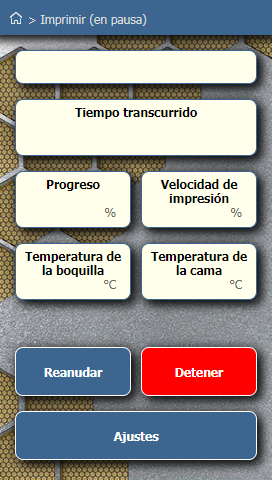 > Imprimir (en pausa)
Tiempo transcurrido
Progreso
%
Velocidad de
impresión
%
Temperatura de
la boquilla
°C
Temperatura de
la cama
°C
Reanudar
Detener
Ajustes